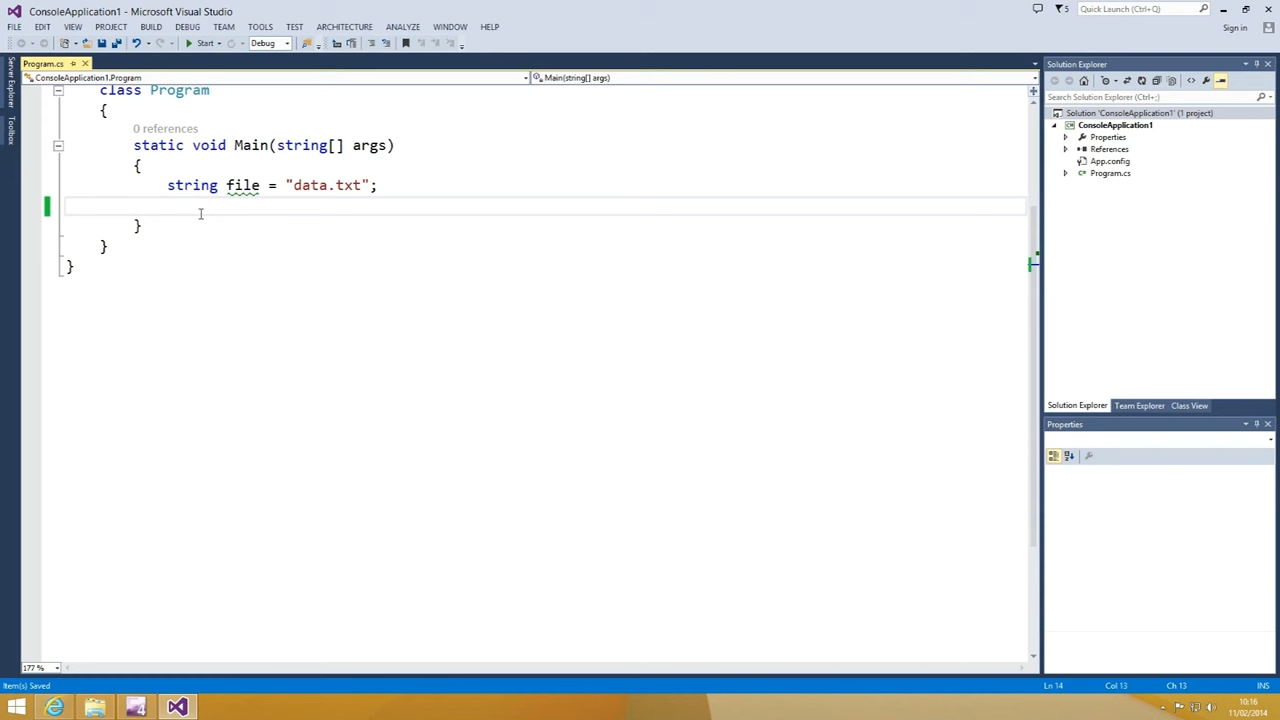 ConsoleApplication1 - Microsoft Visual Studio
5
Quick Launch (Ctrl+Q)
FILE EDIT VIEW PROJECT BUILD DEBUG TEAM TOOLS TEST ARCHITECTURE ANALYZE WINDOW HELP
Sign in
Start
Debug
Server Explorer
Toolbox
Program.cs
ConsoleApplication1.Program
Main(string[] args)
class Program
{
0 references
static void Main(string[] args)
{
string file = "data.txt";
}
}
}
177 %
Solution Explorer
Search Solution Explorer (Ctrl+;)
Solution 'ConsoleApplication1' (1 project)
ConsoleApplication1
Properties
References
App.config
Program.cs
Solution Explorer Team Explorer Class View
Properties
Item(s) Saved
Ln 14 Col 13 Ch 13 INS
10:16
11/02/2014